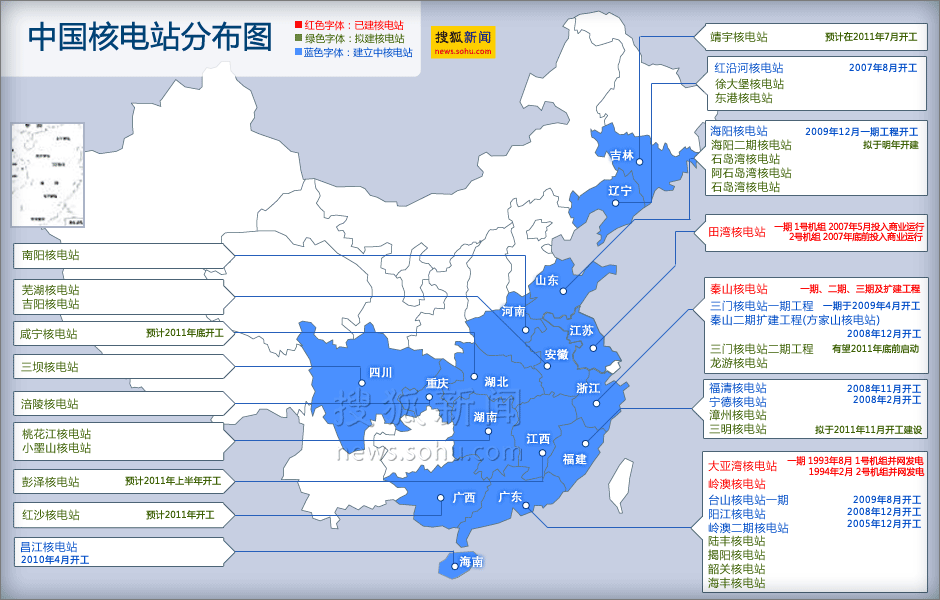 中国核电站分布图
红色字体：已建核电站
绿色字体：拟建核电站
蓝色字体：建立中核电站
搜狐新闻
news.sohu.com
靖宇核电站 预计在2011年7月开工
红沿河核电站 2007年8月开工
徐大堡核电站
东港核电站
海阳核电站 2009年12月一期工程开工
海阳二期核电站 拟于明年开建
石岛湾核电站
阿石岛湾核电站
石岛湾核电站
田湾核电站 一期 1号机组 2007年5月投入商业运行
2号机组 2007年底前投入商业运行
秦山核电站 一期、二期、三期及扩建工程
三门核电站一期工程 一期于2009年4月开工
秦山二期扩建工程(方家山核电站)
2008年12月开工
三门核电站二期工程 有望2011年底前启动
龙游核电站
福清核电站 2008年11月开工
宁德核电站 2008年2月开工
漳州核电站
三明核电站 拟于2011年11月开工建设
大亚湾核电站 一期 1993年8月 1号机组并网发电
1994年2月 2号机组并网发电
岭澳核电站
台山核电站一期 2009年8月开工
阳江核电站 2008年12月开工
岭澳二期核电站 2005年12月开工
陆丰核电站
揭阳核电站
韶关核电站
海丰核电站
南阳核电站
芜湖核电站
吉阳核电站
咸宁核电站 预计2011年底开工
三坝核电站
涪陵核电站
桃花江核电站
小墨山核电站
彭泽核电站 预计2011年上半年开工
红沙核电站 预计2011年开工
昌江核电站
2010年4月开工
吉林
辽宁
山东
河南
江苏
安徽
四川
重庆
湖北
浙江
湖南
江西
福建
广西
广东
海南
搜狐新闻
news.sohu.com